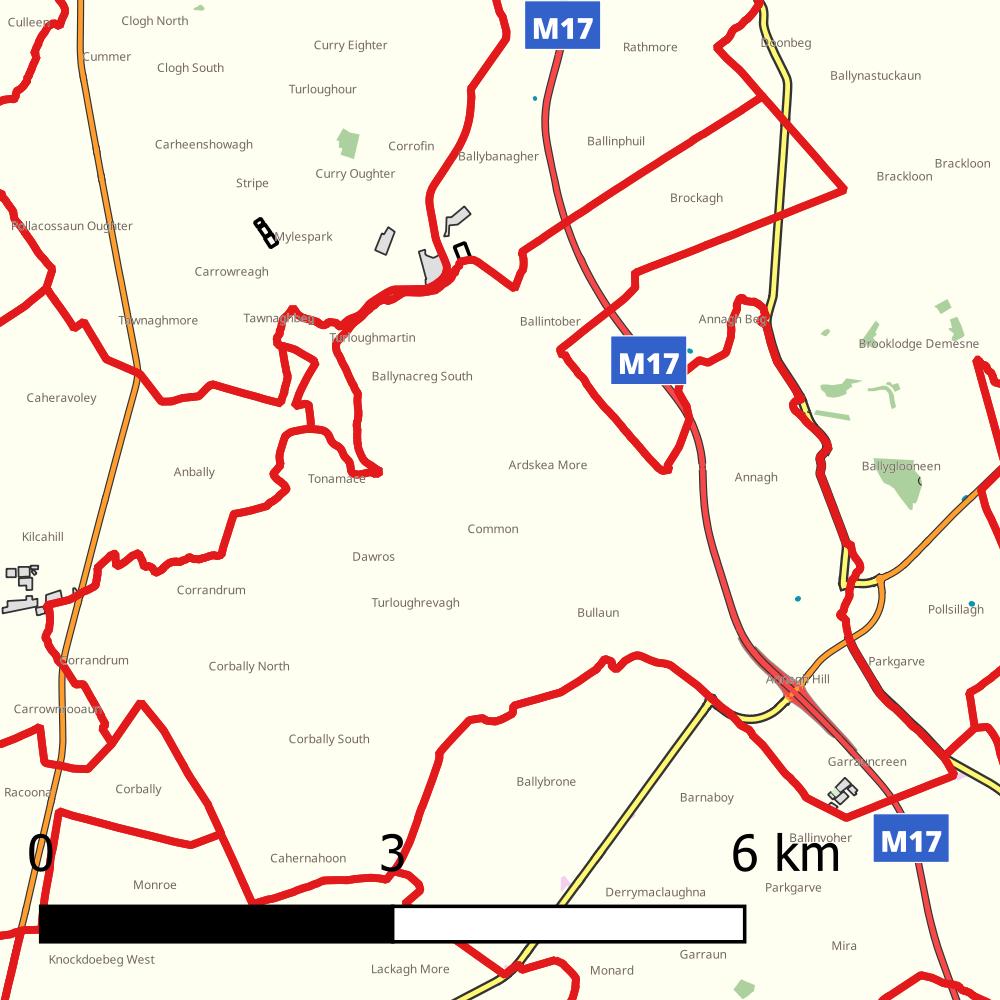 Culleen
Clogh North
M17
Curry Eighter
Rathmore
Doonbeg
Cummer
Clogh South
Ballynastuckaun
Turloughour
Carheenshowagh
Corrofin
Ballinphuil
Ballybanagher
Brackloon
Curry Oughter
Brackloon
Stripe
Brockagh
Pollacossaun Oughter
Mylespark
Carrowreagh
Tawnaghmore
Tawnaghbeg
Ballintober
Annagh Beg
Turloughmartin
Brooklodge Demesne
M17
Ballynacreg South
Caheravoley
Anbally
Tonamace
Ardskea More
Annagh
Ballyglooneen
Common
Kilcahill
Dawros
Corrandrum
Turloughrevagh
Bullaun
Pollsillagh
Corrandrum
Corbally North
Parkgarve
Annagh Hill
Carrowmooaun
Corbally South
Garrauncreen
Racoona
Corbally
Ballybrone
Barnaboy
M17
Ballinvoher
0 3 6 km
Cahernahoon
Monroe
Derrymaclaughna
Parkgarve
Mira
Garraun
Knockdoebeg West
Lackagh More
Monard